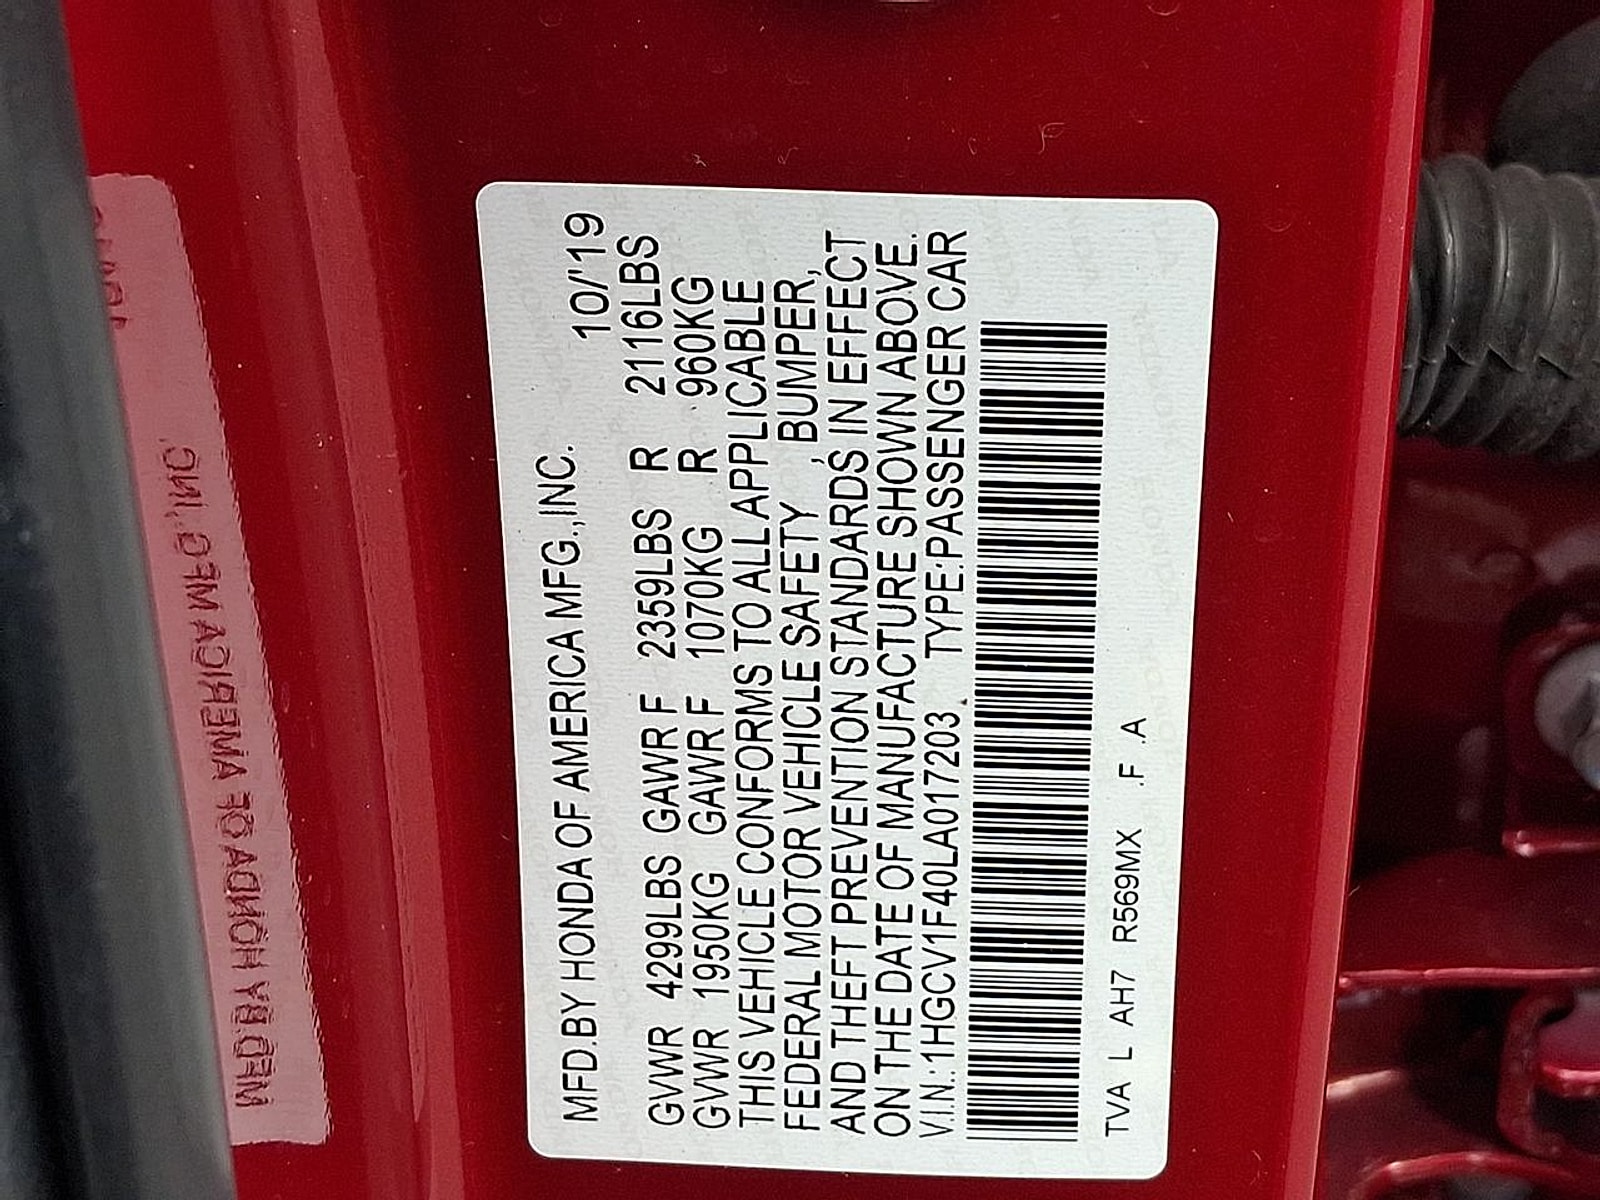 MFD.BY HONDA OF AMERICA MFG.,INC. 10/'19
GVWR 4299LBS GAWR F 2359LBS R 2116LBS
GVWR 1950KG GAWR F 1070KG R 960KG
THIS VEHICLE CONFORMS TO ALL APPLICABLE
FEDERAL MOTOR VEHICLE SAFETY, BUMPER,
AND THEFT PREVENTION STANDARDS IN EFFECT
ON THE DATE OF MANUFACTURE SHOWN ABOVE.
V.I.N.:1HGCV1F40LA017203 TYPE:PASSENGER CAR
TVA L AH7 R569MX .F .A
MFD.BY HONDA OF AMERICA MFG.,INC.